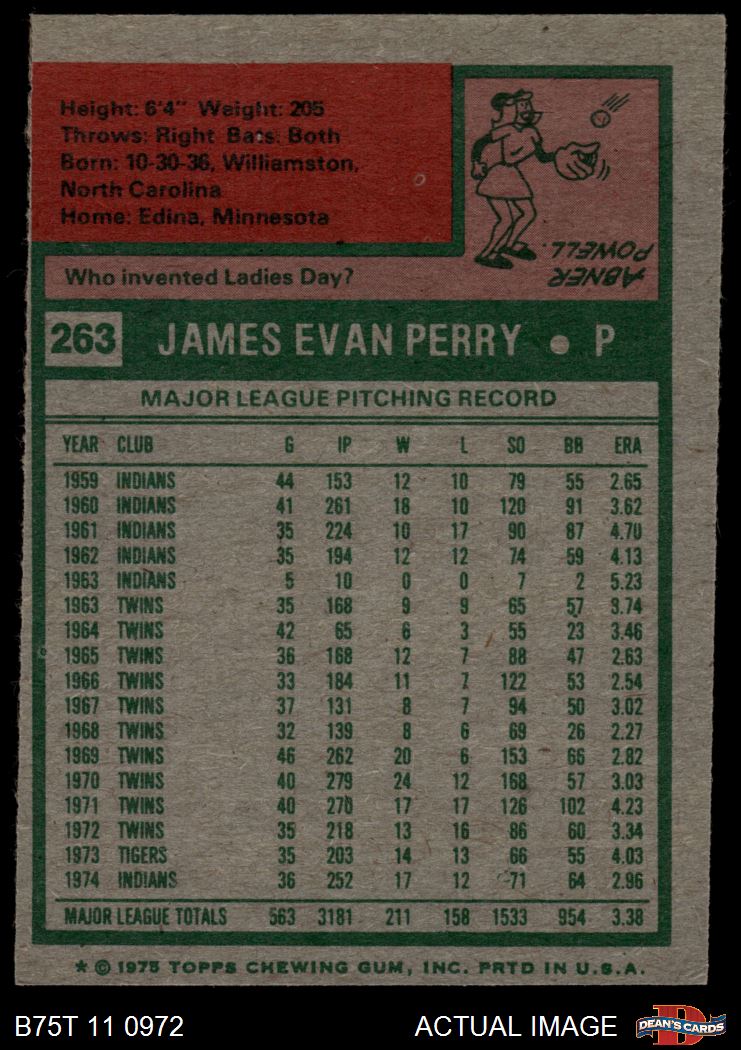 Height: 6'4" Weight: 205
Throws: Right Bats: Both
Born: 10-30-36, Williamston,
North Carolina
Home: Edina, Minnesota
ABNER
POWELL.
Who invented Ladies Day?
263 JAMES EVAN PERRY • P
MAJOR LEAGUE PITCHING RECORD
YEAR CLUB G IP W L SO BB ERA
1959 INDIANS 44 153 12 10 79 55 2.65
1960 INDIANS 41 261 18 10 120 91 3.62
1961 INDIANS 35 224 10 17 90 87 4.70
1962 INDIANS 35 194 12 12 74 59 4.13
1963 INDIANS 5 10 0 0 7 2 5.23
1963 TWINS 35 168 9 9 65 57 3.74
1964 TWINS 42 65 6 3 55 23 3.46
1965 TWINS 36 168 12 7 88 47 2.63
1966 TWINS 33 184 11 7 122 53 2.54
1967 TWINS 37 131 8 7 94 50 3.02
1968 TWINS 32 139 8 6 69 26 2.27
1969 TWINS 46 262 20 6 153 66 2.82
1970 TWINS 40 279 24 12 168 57 3.03
1971 TWINS 40 270 17 17 126 102 4.23
1972 TWINS 35 218 13 16 86 60 3.34
1973 TIGERS 35 203 14 13 66 55 4.03
1974 INDIANS 36 252 17 12 71 64 2.96
MAJOR LEAGUE TOTALS 563 3181 211 158 1533 954 3.38
* © 1975 TOPPS CHEWING GUM, INC. PRTD IN U.S.A.
B75T 11 0972 ACTUAL IMAGE DEAN'S CARDS